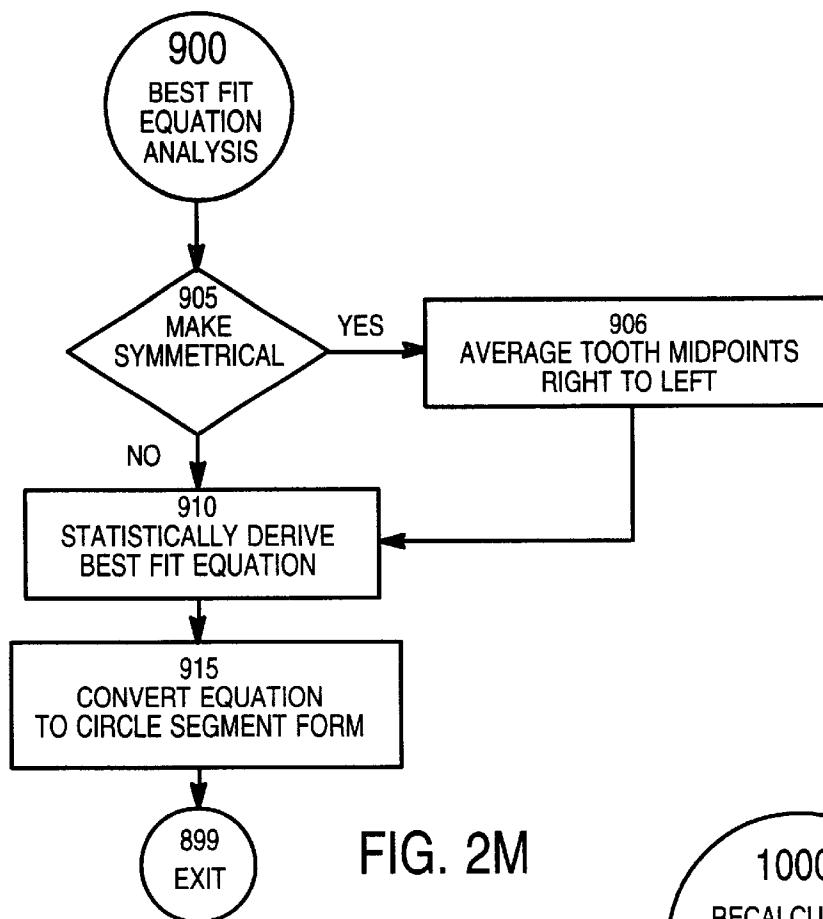 900
BEST FIT
EQUATION
ANALYSIS
905
MAKE
SYMMETRICAL
YES
906
AVERAGE TOOTH MIDPOINTS
RIGHT TO LEFT
NO
910
STATISTICALLY DERIVE
BEST FIT EQUATION
915
CONVERT EQUATION
TO CIRCLE SEGMENT FORM
899
EXIT
FIG. 2M
1000